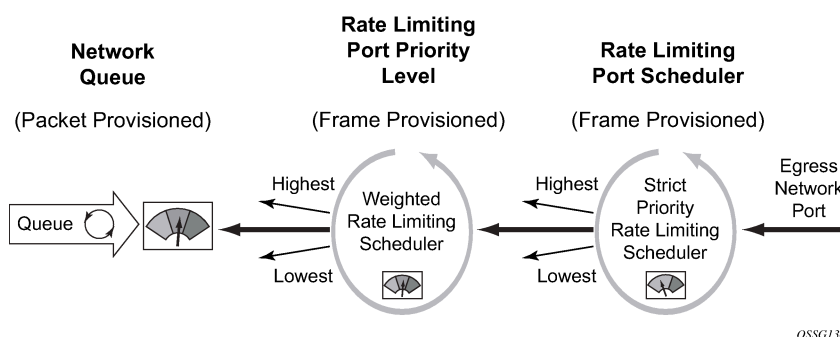 Network
Queue
(Packet Provisioned)
Rate Limiting
Port Priority
Level
(Frame Provisioned)
Rate Limiting
Port Scheduler
(Frame Provisioned)
Queue
Highest
Lowest
Weighted
Rate Limiting
Scheduler
Highest
Lowest
Strict
Priority
Rate Limiting
Scheduler
Egress
Network
Port